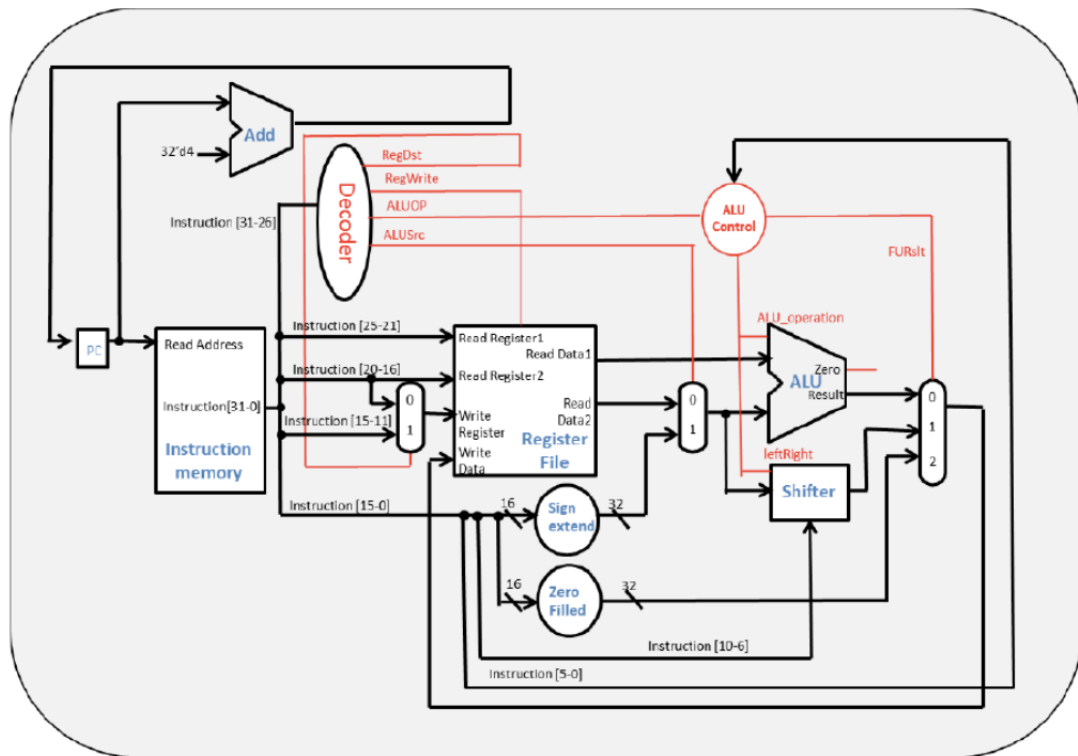 Add
32'd4
RegDst
RegWrite
ALUOP
ALUSrc
Decoder
Instruction [31-26]
ALU
Control
FURslt
PC
Read Address
Instruction[31-0]
Instruction
memory
Instruction [25-21]
Instruction [20-16]
Instruction [15-11]
0
1
Read Register1
Read Data1
Read Register2
Write
Register
Read
Data2
Write
Data
Register
File
0
1
ALU_operation
Zero
ALU
Result
leftRight
Shifter
0
1
2
Instruction [15-0]
16
Sign
extend
32
16
Zero
Filled
32
Instruction [10-6]
Instruction [5-0]